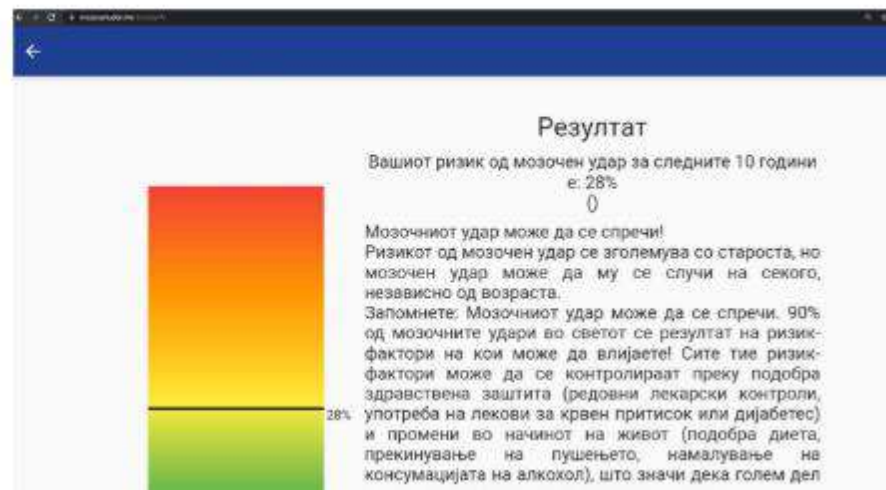 Резултат
Вашиот ризик од мозочен удар за следните 10 години
е: 28%
()
Мозочниот удар може да се спречи!
Ризикот од мозочен удар се зголемува со староста, но
мозочен удар може да му се случи на секого,
независно од возраста.
Запомнете: Мозочниот удар може да се спречи. 90%
од мозочните удари во светот се резултат на ризик-
фактори на кои може да влијаете! Сите тие ризик-
фактори може да се контролираат преку подобра
здравствена заштита (редовни лекарски контроли,
28%
употреба на лекови за крвен притисок или дијабетес)
и промени во начинот на живот (подобра диета,
прекинување на пушењето, намалување на
консумацијата на алкохол), што значи дека голем дел